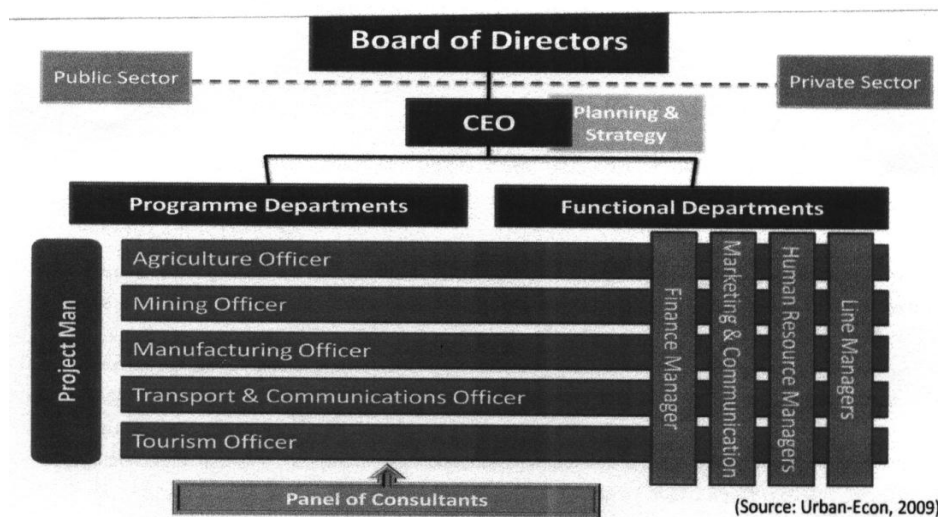 Board of Directors
Public Sector
Private Sector
CEO
Planning &
Strategy
Programme Departments
Functional Departments
Project Man
Agriculture Officer
Mining Officer
Manufacturing Officer
Transport & Communications Officer
Tourism Officer
Finance Manager
Marketing & Communication
Human Resource Managers
Line Managers
Panel of Consultants
(Source: Urban-Econ, 2009)